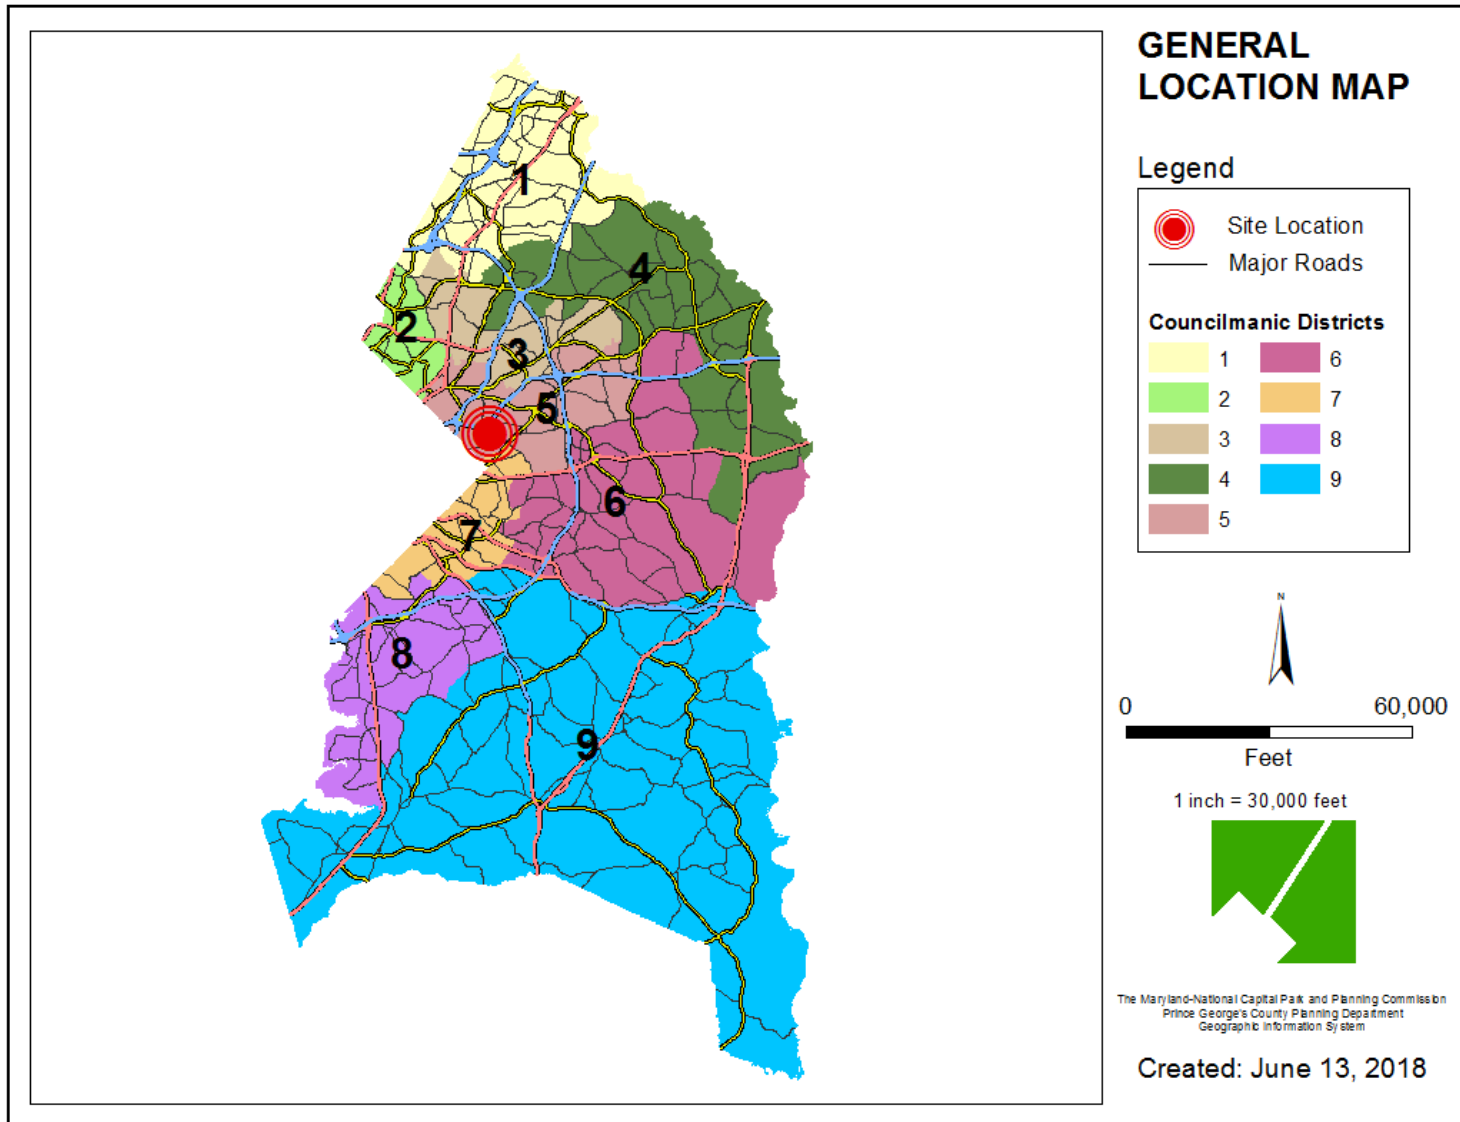 GENERAL
LOCATION MAP
Legend
Site Location
Major Roads
Councilmanic Districts
1 6
2 7
3 8
4 9
5
N
0 60,000
Feet
1 inch = 30,000 feet
The Maryland-National Capital Park and Planning Commission
Prince George's County Planning Department
Geographic Information System
Created: June 13, 2018
1
4
2
3
5
6
7
8
9